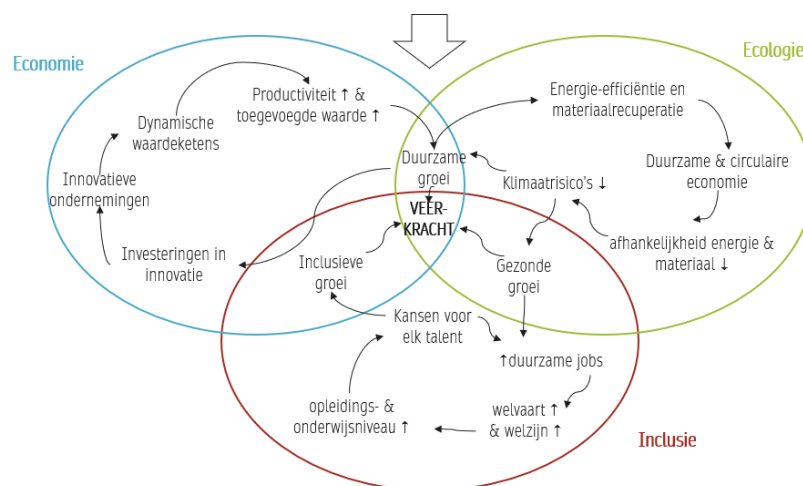 Economie
Ecologie
Productiviteit ↑ &
toegevoegde waarde ↑
Energie-efficiëntie en
materiaalrecuperatie
Dynamische
waardeketens
Duurzame
groei
Klimaatrisico's ↓
Duurzame & circulaire
economie
Innovatieve
ondernemingen
VEER-
KRACHT
afhankelijkheid energie &
materiaal ↓
Investeringen in
innovatie
Inclusieve
groei
Gezonde
groei
Kansen voor
elk talent
↑duurzame jobs
opleidings- &
onderwijsniveau ↑
welvaart ↑
& welzijn ↑
Inclusie